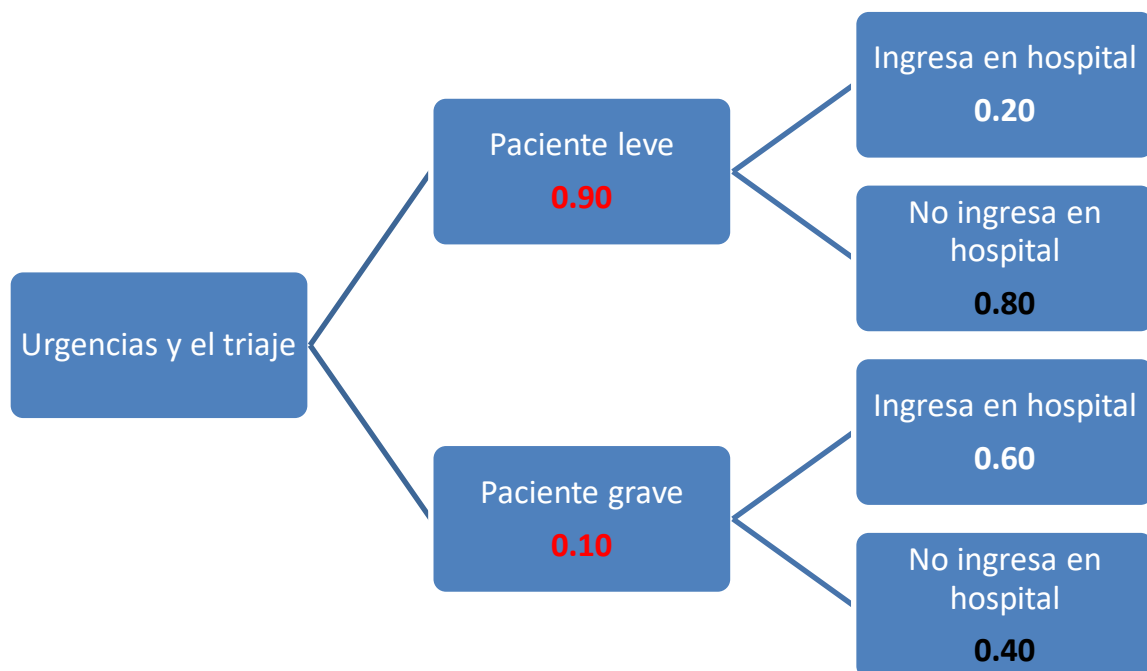 Urgencias y el triaje
Paciente leve
0.90
Ingresa en hospital
0.20
No ingresa en
hospital
0.80
Paciente grave
0.10
Ingresa en hospital
0.60
No ingresa en
hospital
0.40